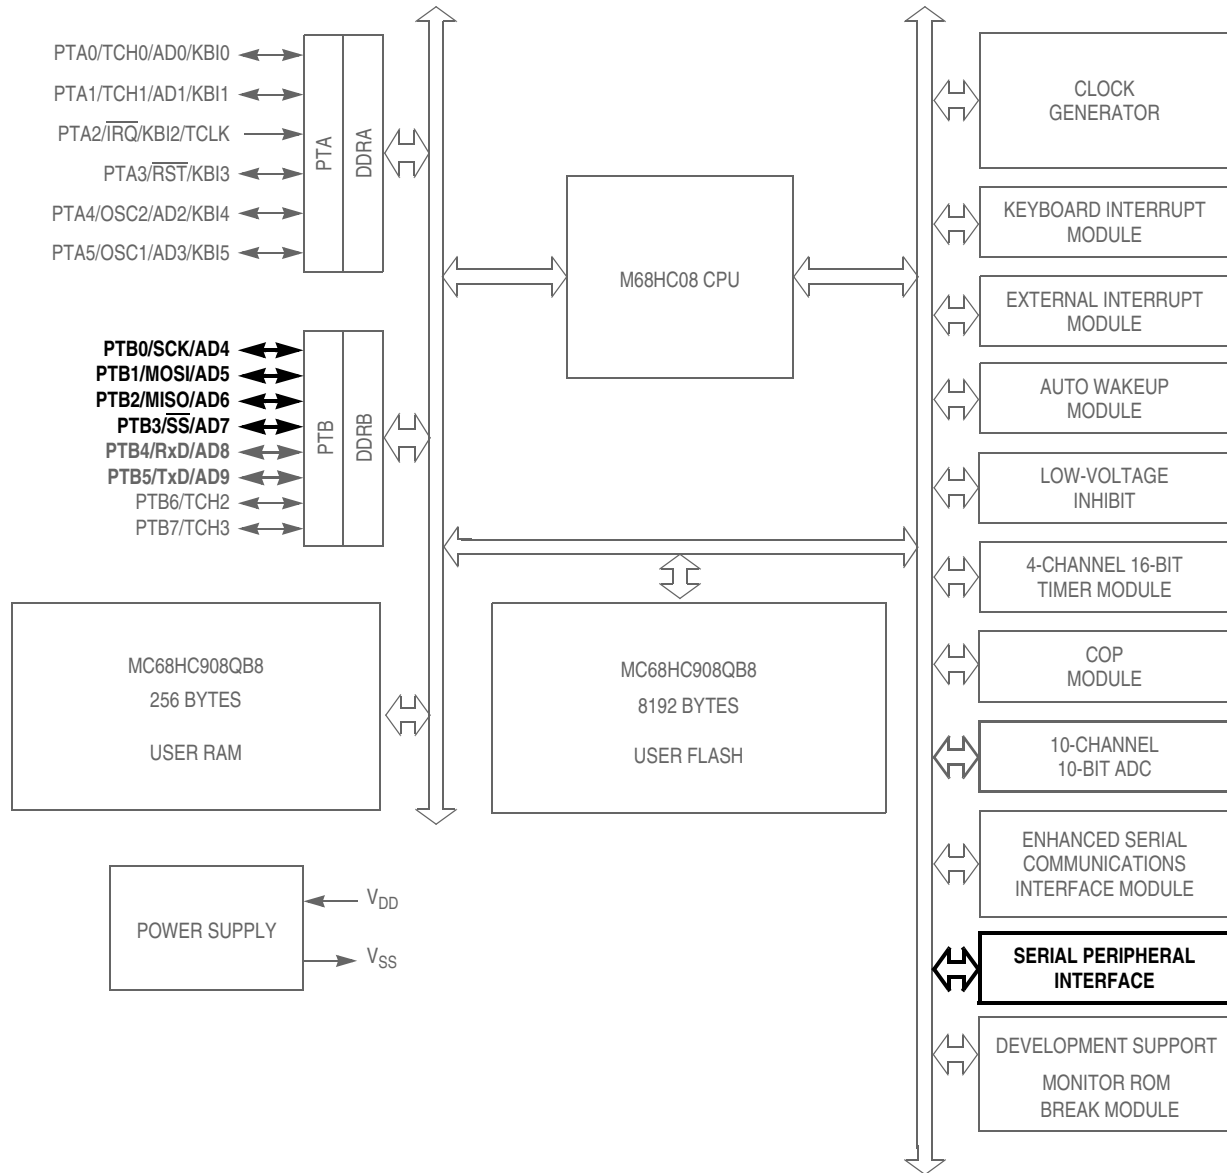 PTA0/TCH0/AD0/KBI0
PTA1/TCH1/AD1/KBI1
PTA2/IRQ/KBI2/TCLK
PTA3/RST/KBI3
PTA4/OSC2/AD2/KBI4
PTA5/OSC1/AD3/KBI5
PTA
DDRA
PTB0/SCK/AD4
PTB1/MOSI/AD5
PTB2/MISO/AD6
PTB3/SS/AD7
PTB4/RxD/AD8
PTB5/TxD/AD9
PTB6/TCH2
PTB7/TCH3
PTB
DDRB
M68HC08 CPU
MC68HC908QB8
256 BYTES
USER RAM
MC68HC908QB8
8192 BYTES
USER FLASH
POWER SUPPLY
VDD
VSS
CLOCK
GENERATOR
KEYBOARD INTERRUPT
MODULE
EXTERNAL INTERRUPT
MODULE
AUTO WAKEUP
MODULE
LOW-VOLTAGE
INHIBIT
4-CHANNEL 16-BIT
TIMER MODULE
COP
MODULE
10-CHANNEL
10-BIT ADC
ENHANCED SERIAL
COMMUNICATIONS
INTERFACE MODULE
SERIAL PERIPHERAL
INTERFACE
DEVELOPMENT SUPPORT
MONITOR ROM
BREAK MODULE